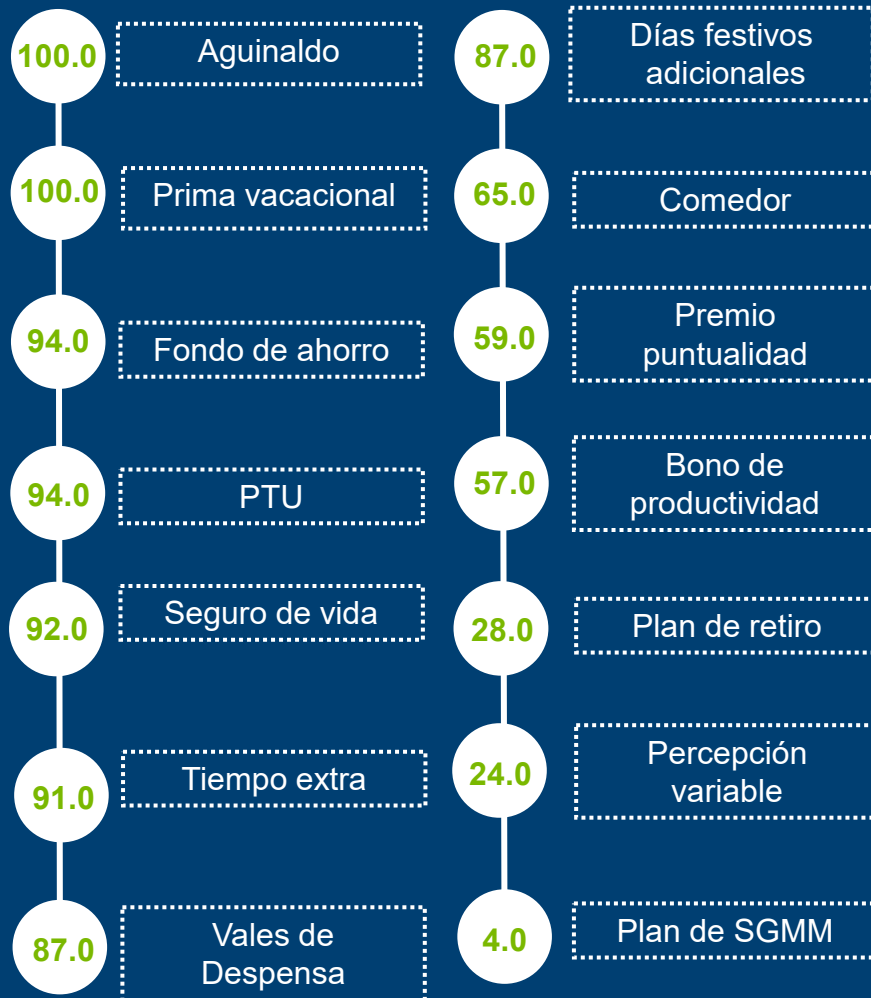 100.0
Aguinaldo
100.0
Prima vacacional
94.0
Fondo de ahorro
94.0
PTU
92.0
Seguro de vida
91.0
Tiempo extra
87.0
Vales de
Despensa
87.0
Días festivos
adicionales
65.0
Comedor
59.0
Premio
puntualidad
57.0
Bono de
productividad
28.0
Plan de retiro
24.0
Percepción
variable
4.0
Plan de SGMM